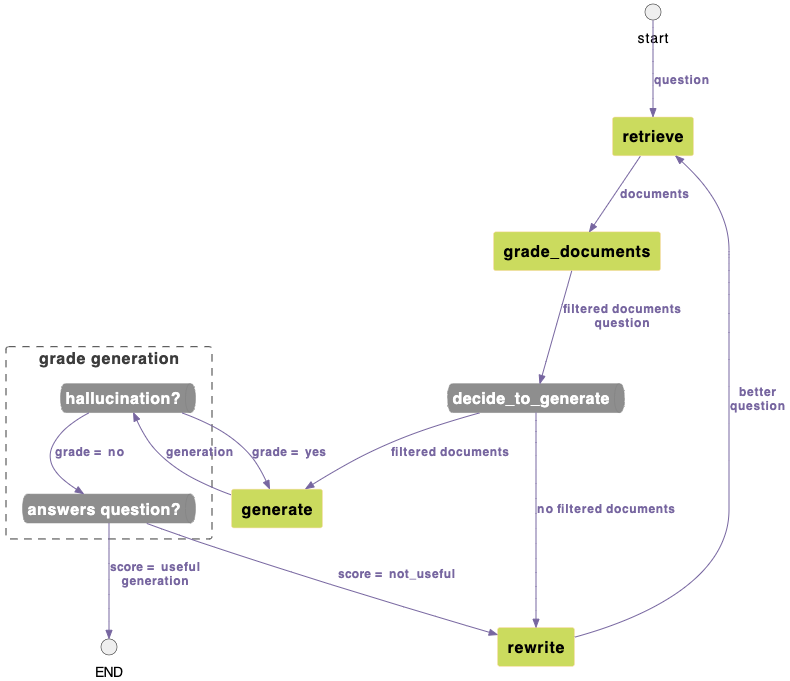 start
question
retrieve
documents
grade_documents
filtered documents
question
grade generation
hallucination?
decide_to_generate
better
question
grade = no
generation
grade = yes
filtered documents
answers question?
generate
no filtered documents
score = useful
generation
score = not_useful
rewrite
END